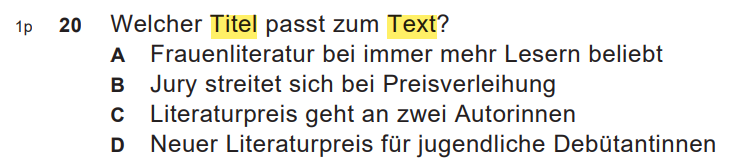 1p 20 Welcher Titel passt zum Text?
A Frauenliteratur bei immer mehr Lesern beliebt
B Jury streitet sich bei Preisverleihung
C Literaturpreis geht an zwei Autorinnen
D Neuer Literaturpreis für jugendliche Debütantinnen